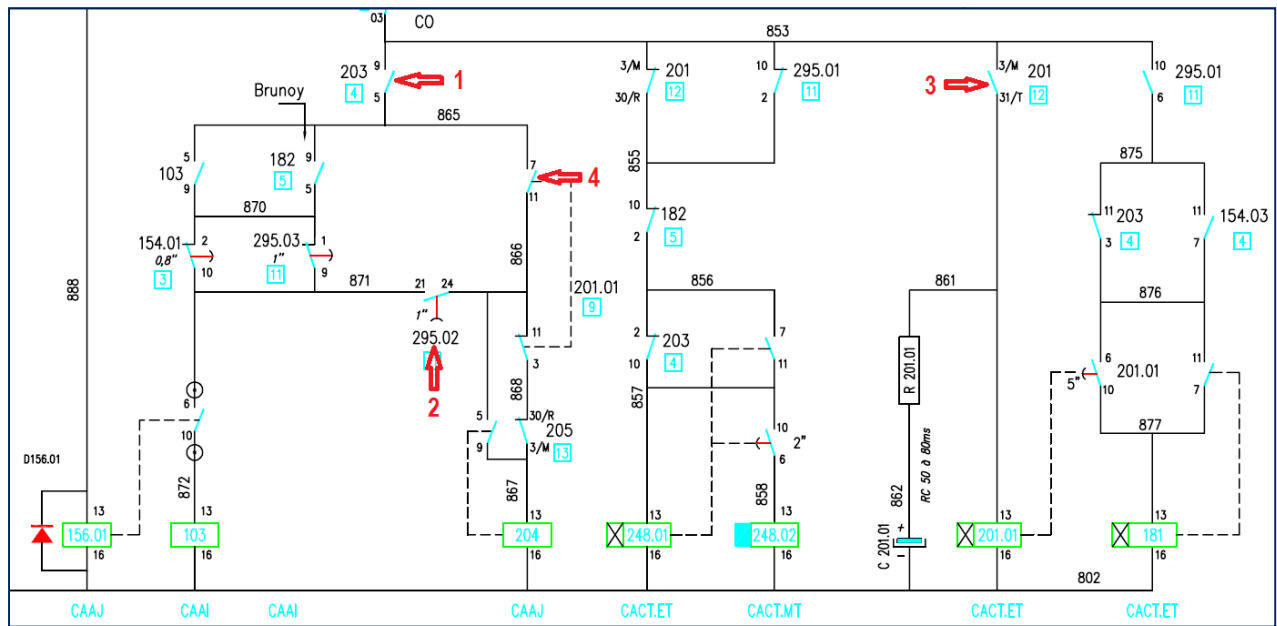 03 CO
853
9 203 5 4
1
3/M 201 30/R 12
10 295.01 2 11
3
3/M 201 31/T 12
10 295.01 6 11
Brunoy
865
5 103 9
9 182 5 5
7 11
4
855
875
870
10 182 2 5
11 203 3 4
11 154.03 7 4
154.01 2 0,8" 10 3
295.03 1 1" 9 11
888
871
866
21 24
1"
295.02
2
201.01 9
856
861
876
11 3
2 203 10 4
7 11
R 201.01
6 201.01 10 5"
11 7
868
857
6 10
5 9
30/R 205 3/M 13
10 2" 6
877
D156.01
872
867
858
862
RC 50 à 80ms
13 156.01 16
13 103 16
13 204 16
13 248.01 16
13 248.02 16
C 201.01 + -
13 201.01 16
13 181 16
802
CAAJ CAAI CAAI CAAJ CACT.ET CACT.MT CACT.ET CACT.ET